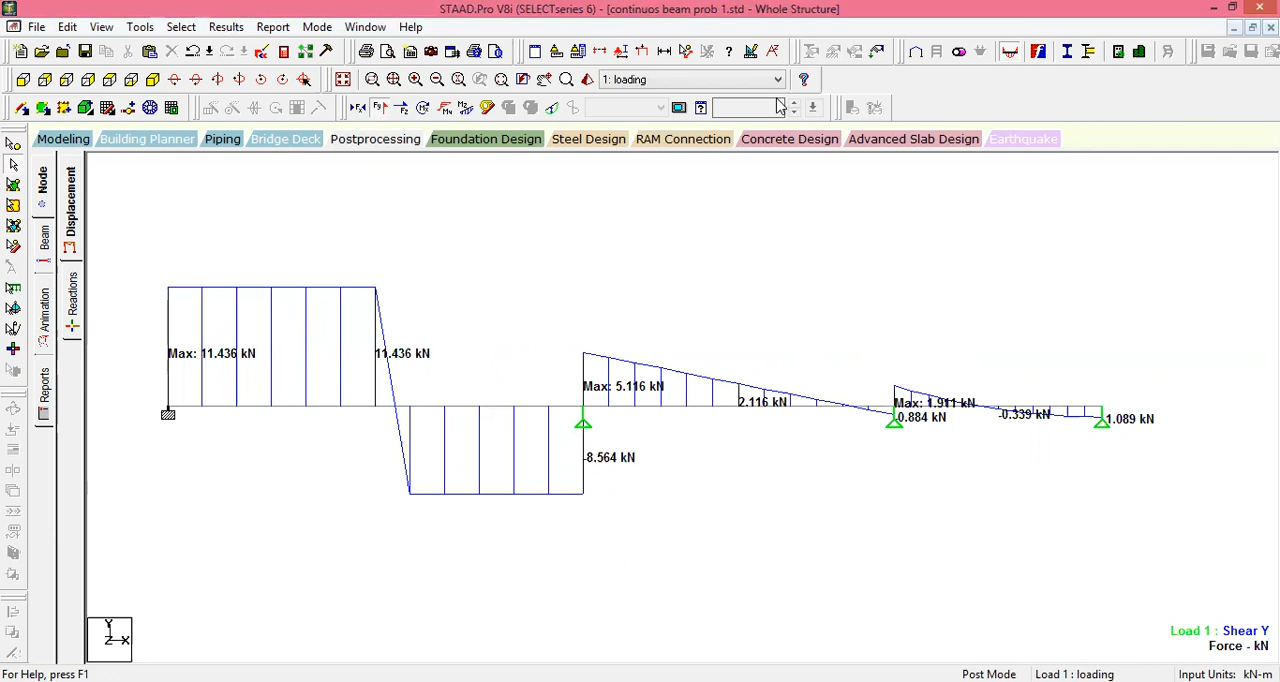 STAAD.Pro V8i (SELECTseries 6) - [continuos beam prob 1.std - Whole Structure]
File Edit View Tools Select Results Report Mode Window Help
1: loading
Modeling Building Planner Piping Bridge Deck Postprocessing Foundation Design Steel Design RAM Connection Concrete Design Advanced Slab Design Earthquake
Node
Beam
Animation
Reports
Displacement
Reactions
Max: 11.436 kN
11.436 kN
-8.564 kN
Max: 5.116 kN
2.116 kN
-0.884 kN
Max: 1.911 kN
-0.339 kN
1.089 kN
Y
Z X
Load 1 : Shear Y
Force - kN
For Help, press F1
Post Mode
Load 1 : loading
Input Units: kN-m